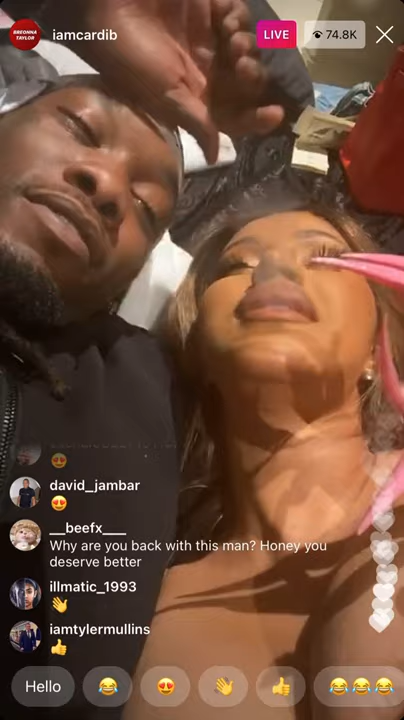 BREONNA
TAYLOR
iamcardib
LIVE
74.8K
😍
david_jambar
😍
__beefx___
Why are you back with this man? Honey you
deserve better
illmatic_1993
👋
iamtylermullins
👍
Hello 😂 😍 👋 👍 😂😂😂